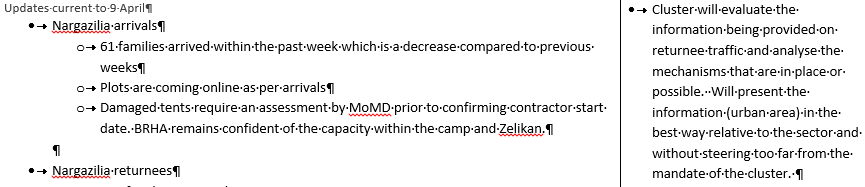 Updates current to 9 April
Nargazilia arrivals
61 families arrived within the past week which is a decrease compared to previous
weeks
Plots are coming online as per arrivals
Damaged tents require an assessment by MoMD prior to confirming contractor start
date. BRHA remains confident of the capacity within the camp and Zelikan.
Nargazilia returnees
Cluster will evaluate the
information being provided on
returnee traffic and analyse the
mechanisms that are in place or
possible.  Will present the
information (urban area) in the
best way relative to the sector and
without steering too far from the
mandate of the cluster.